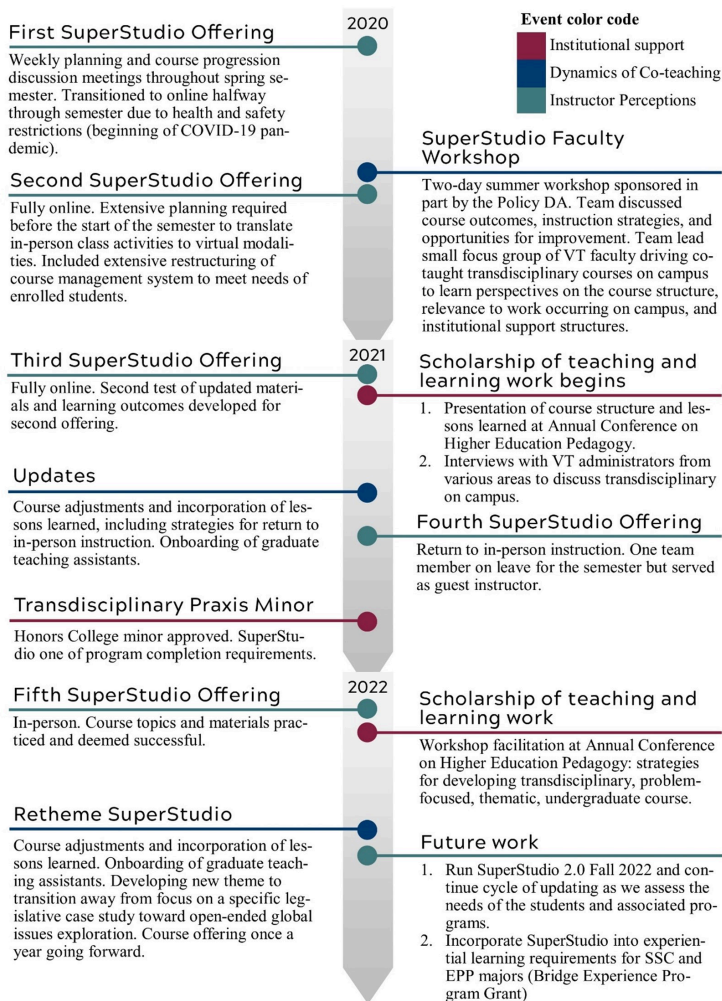 2020
Event color code
Institutional support
Dynamics of Co-teaching
Instructor Perceptions
First SuperStudio Offering
Weekly planning and course progression
discussion meetings throughout spring se-
mester. Transitioned to online halfway
through semester due to health and safety
restrictions (beginning of COVID-19 pan-
demic).
SuperStudio Faculty
Workshop
Two-day summer workshop sponsored in
part by the Policy DA. Team discussed
course outcomes, instruction strategies, and
opportunities for improvement. Team lead
small focus group of VT faculty driving co-
taught transdisciplinary courses on campus
to learn perspectives on the course structure,
relevance to work occurring on campus, and
institutional support structures.
Second SuperStudio Offering
Fully online. Extensive planning required
before the start of the semester to translate
in-person class activities to virtual modali-
ties. Included extensive restructuring of
course management system to meet needs of
enrolled students.
2021
Third SuperStudio Offering
Fully online. Second test of updated materi-
als and learning outcomes developed for
second offering.
Scholarship of teaching and
learning work begins
1. Presentation of course structure and les-
sons learned at Annual Conference on
Higher Education Pedagogy.
2. Interviews with VT administrators from
various areas to discuss transdisciplinary
on campus.
Updates
Course adjustments and incorporation of les-
sons learned, including strategies for return to
in-person instruction. Onboarding of graduate
teaching assistants.
Fourth SuperStudio Offering
Return to in-person instruction. One team
member on leave for the semester but served
as guest instructor.
Transdisciplinary Praxis Minor
Honors College minor approved. SuperStu-
dio one of program completion requirements.
2022
Fifth SuperStudio Offering
In-person. Course topics and materials prac-
ticed and deemed successful.
Scholarship of teaching and
learning work
Workshop facilitation at Annual Conference
on Higher Education Pedagogy: strategies
for developing transdisciplinary, problem-
focused, thematic, undergraduate course.
Retheme SuperStudio
Course adjustments and incorporation of les-
sons learned. Onboarding of graduate teach-
ing assistants. Developing new theme to
transition away from focus on a specific leg-
islative case study toward open-ended global
issues exploration. Course offering once a
year going forward.
Future work
1. Run SuperStudio 2.0 Fall 2022 and con-
tinue cycle of updating as we assess the
needs of the students and associated pro-
grams.
2. Incorporate SuperStudio into experien-
tial learning requirements for SSC and
EPP majors (Bridge Experience Pro-
gram Grant)